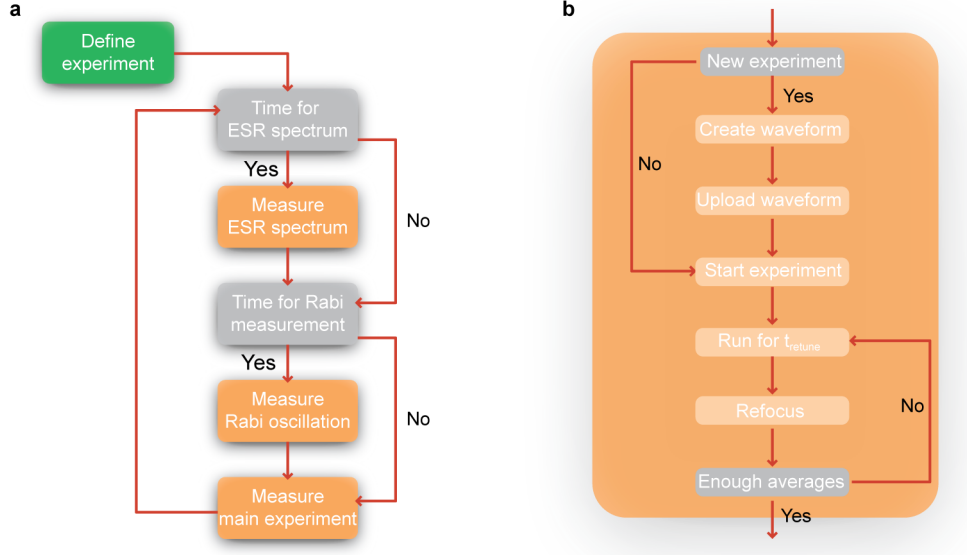 a
Define
experiment
Time for
ESR spectrum
Yes
No
Measure
ESR spectrum
Time for Rabi
measurement
Yes
No
Measure
Rabi oscillation
Measure
main experiment
b
New experiment
Yes
No
Create waveform
Upload waveform
Start experiment
Run for tretune
Refocus
No
Enough averages
Yes